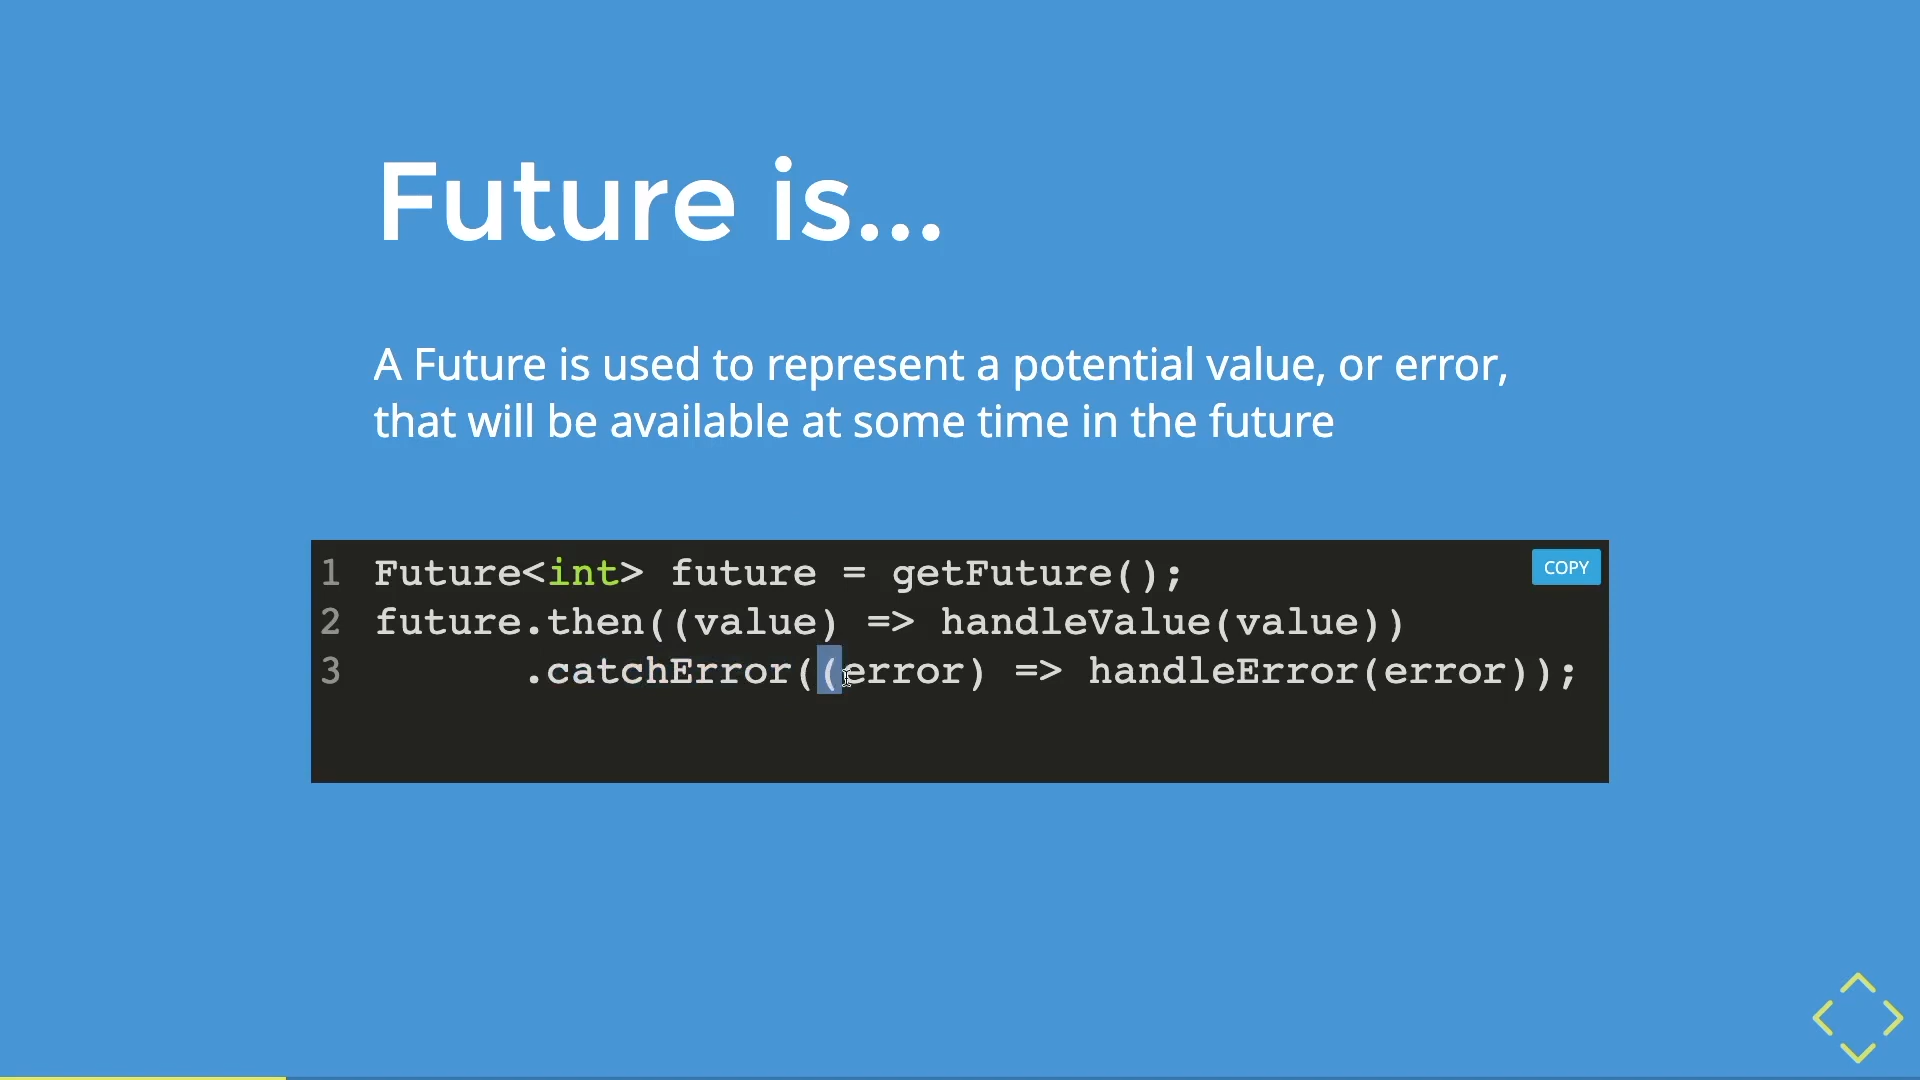 Future is...
A Future is used to represent a potential value, or error,
that will be available at some time in the future
COPY
1 Future<int> future = getFuture();
2 future.then((value) => handleValue(value))
3       .catchError((error) => handleError(error));